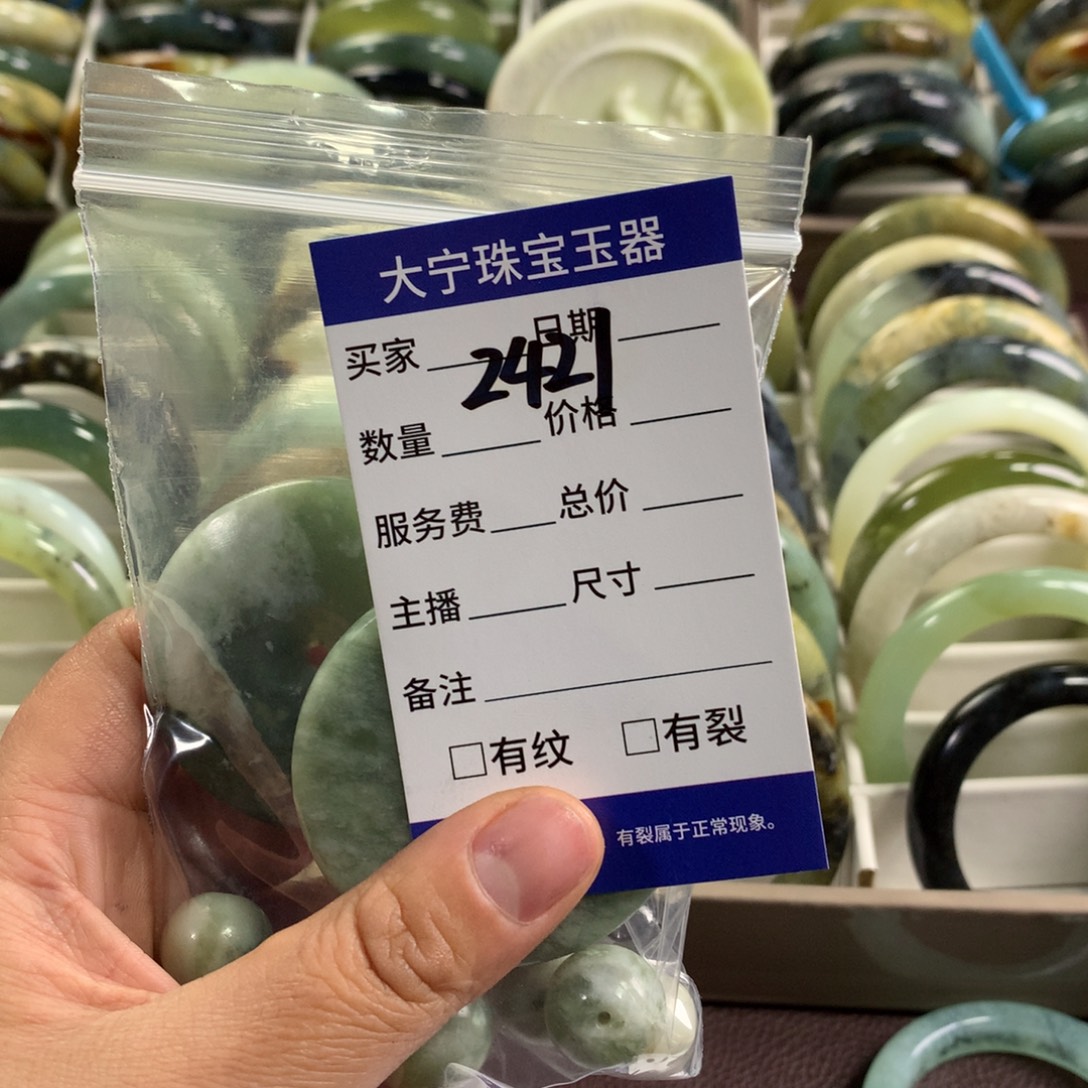 大宁珠宝玉器
买家 日期
2421
数量 价格
服务费 总价
主播 尺寸
备注
□有纹 □有裂
有裂属于正常现象。